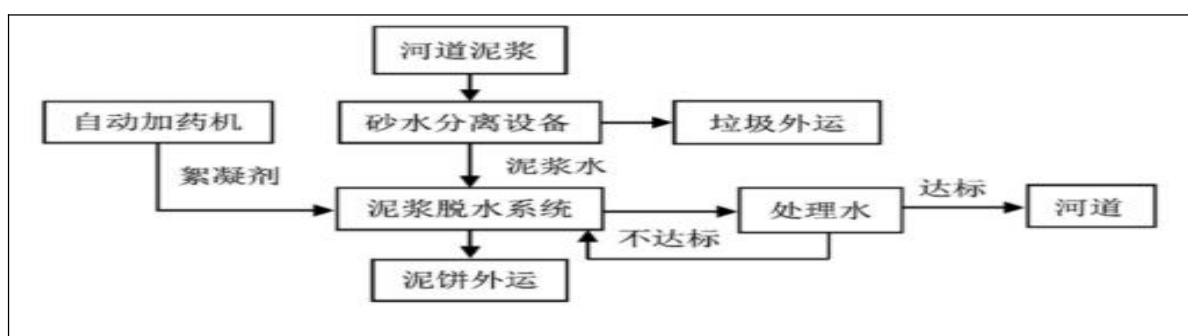 河道泥浆
自动加药机
砂水分离设备
垃圾外运
絮凝剂
泥浆水
泥浆脱水系统
处理水
达标
河道
不达标
泥饼外运